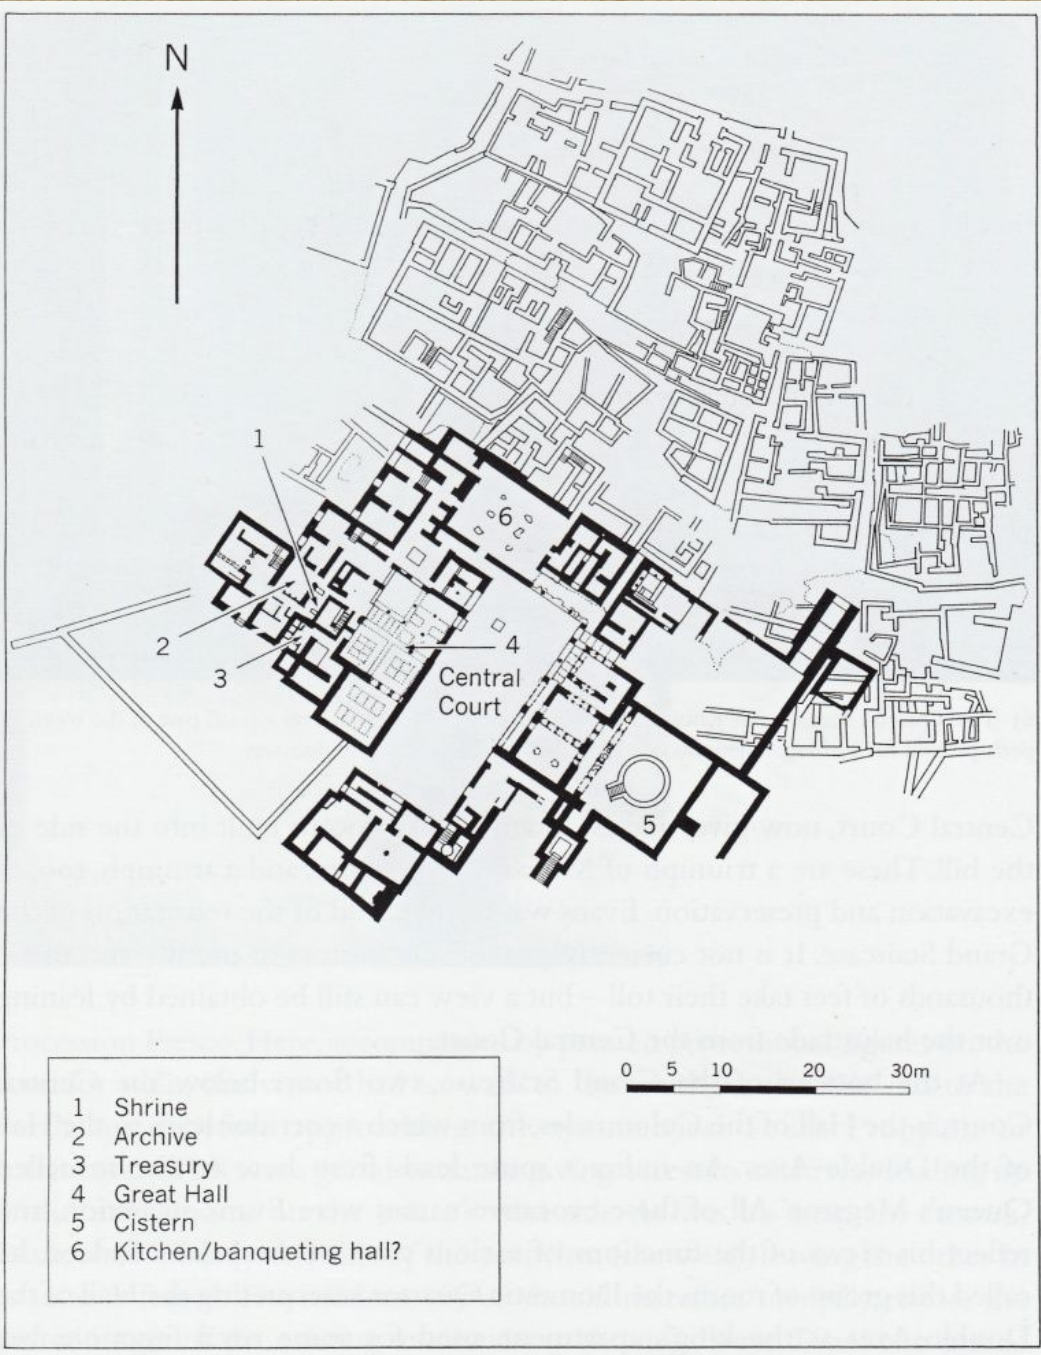 N
1
6
2
3
4
Central
Court
5
0 5 10 20 30m
1 Shrine
2 Archive
3 Treasury
4 Great Hall
5 Cistern
6 Kitchen/banqueting hall?